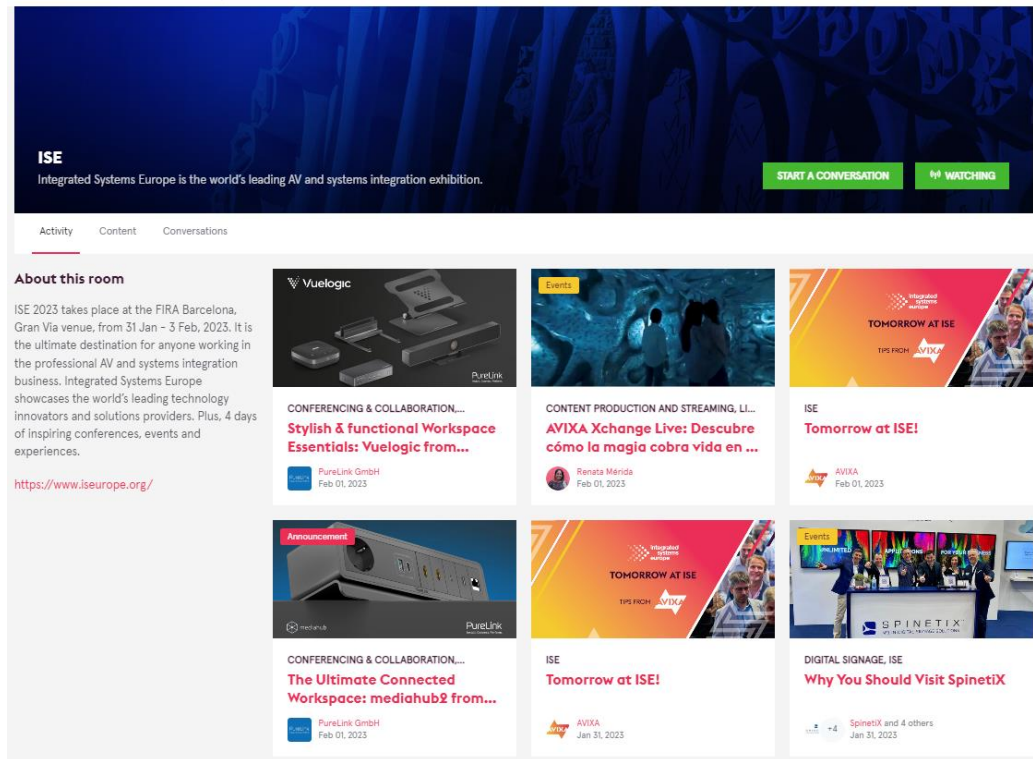 ISE
Integrated Systems Europe is the world's leading AV and systems integration exhibition.
START A CONVERSATION
WATCHING
Activity
Content
Conversations
About this room
ISE 2023 takes place at the FIRA Barcelona,
Gran Via venue, from 31 Jan - 3 Feb, 2023. It is
the ultimate destination for anyone working in
the professional AV and systems integration
business. Integrated Systems Europe
showcases the world's leading technology
innovators and solutions providers. Plus, 4 days
of inspiring conferences, events and
experiences.
https://www.iseurope.org/
Vuelogic
PureLink
CONFERENCING & COLLABORATION,...
Stylish & functional Workspace
Essentials: Vuelogic from...
PureLink GmbH
Feb 01, 2023
Events
CONTENT PRODUCTION AND STREAMING, LI...
AVIXA Xchange Live: Descubre
cómo la magia cobra vida en ...
Renata Mérida
Feb 01, 2023
integrated
systems
europe
TOMORROW AT ISE
TIPS FROM AVIXA
ISE
Tomorrow at ISE!
AVIXA
Feb 01, 2023
Announcement
mediahub
PureLink
CONFERENCING & COLLABORATION,...
The Ultimate Connected
Workspace: mediahub2 from...
PureLink GmbH
Feb 01, 2023
integrated
systems
europe
TOMORROW AT ISE
TIPS FROM AVIXA
ISE
Tomorrow at ISE!
AVIXA
Jan 31, 2023
Events
UNLIMITED
APPLICATIONS
FOR YOUR BUSINESS
SPINETIX
DIGITAL SIGNAGE, ISE
Why You Should Visit SpinetiX
+4
SpinetiX and 4 others
Jan 31, 2023